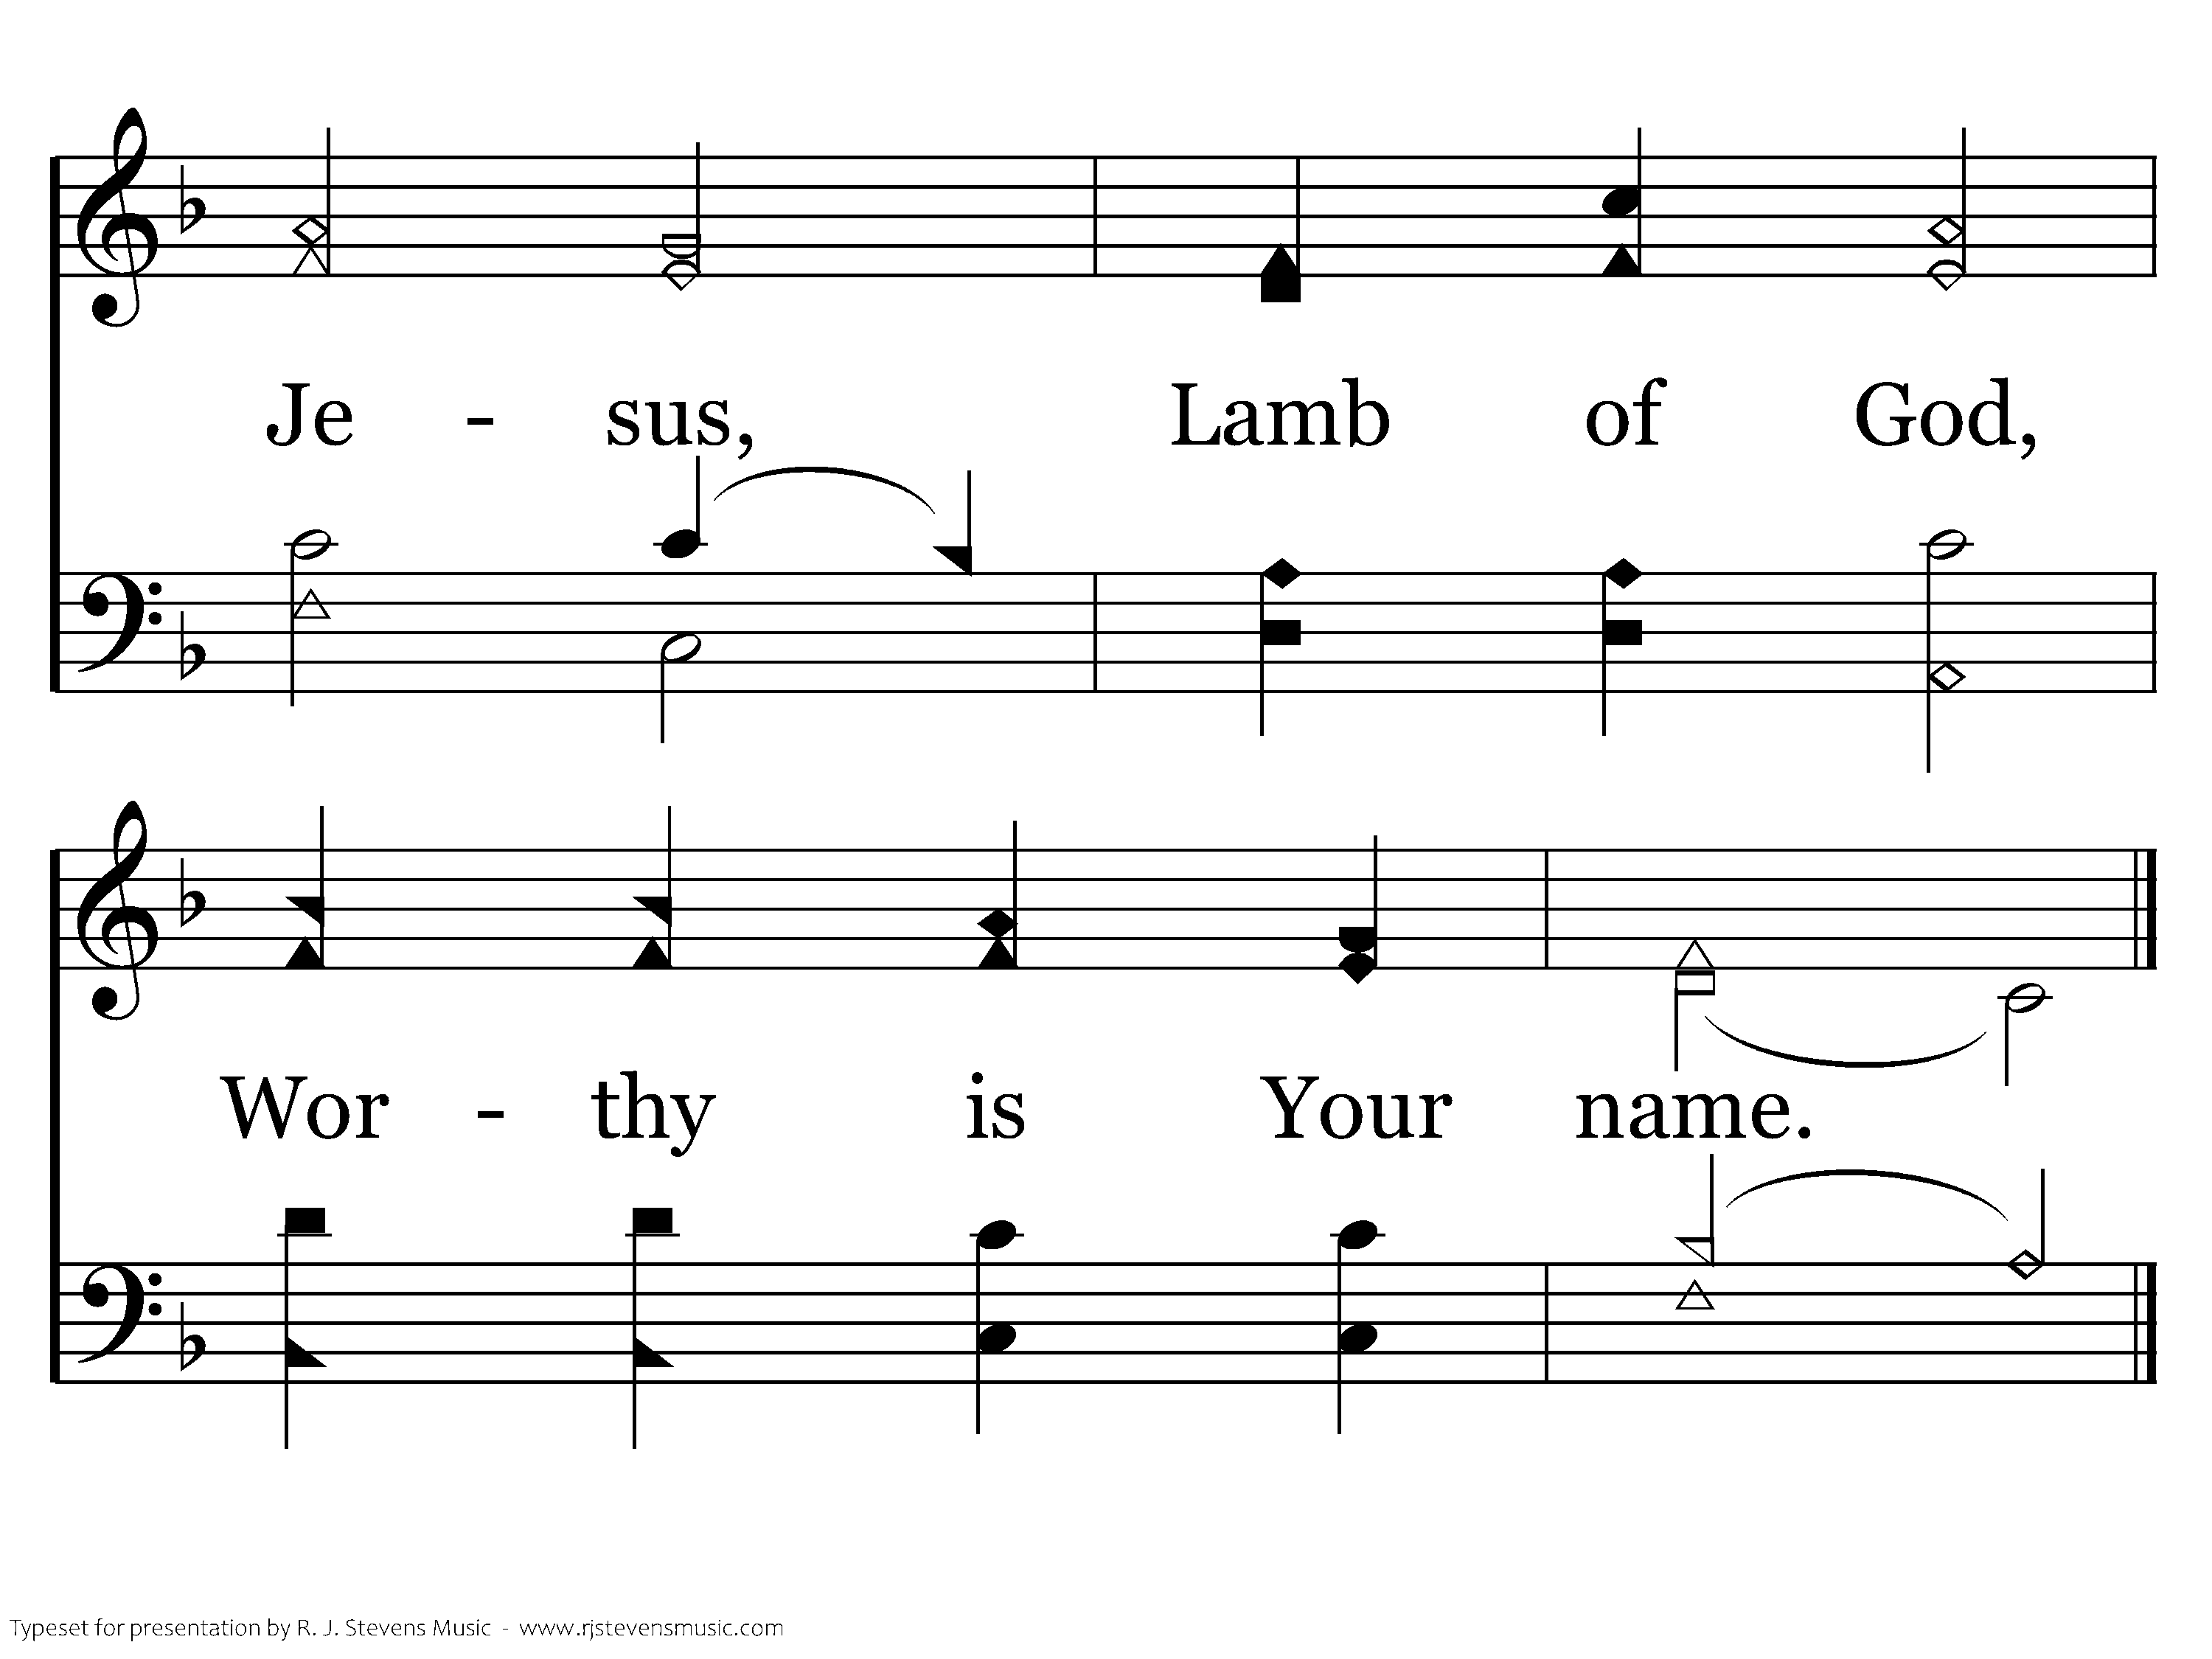 Je - sus, Lamb of God,
Wor - thy is Your name.
Typeset for presentation by R. J. Stevens Music - www.rjstevensmusic.com